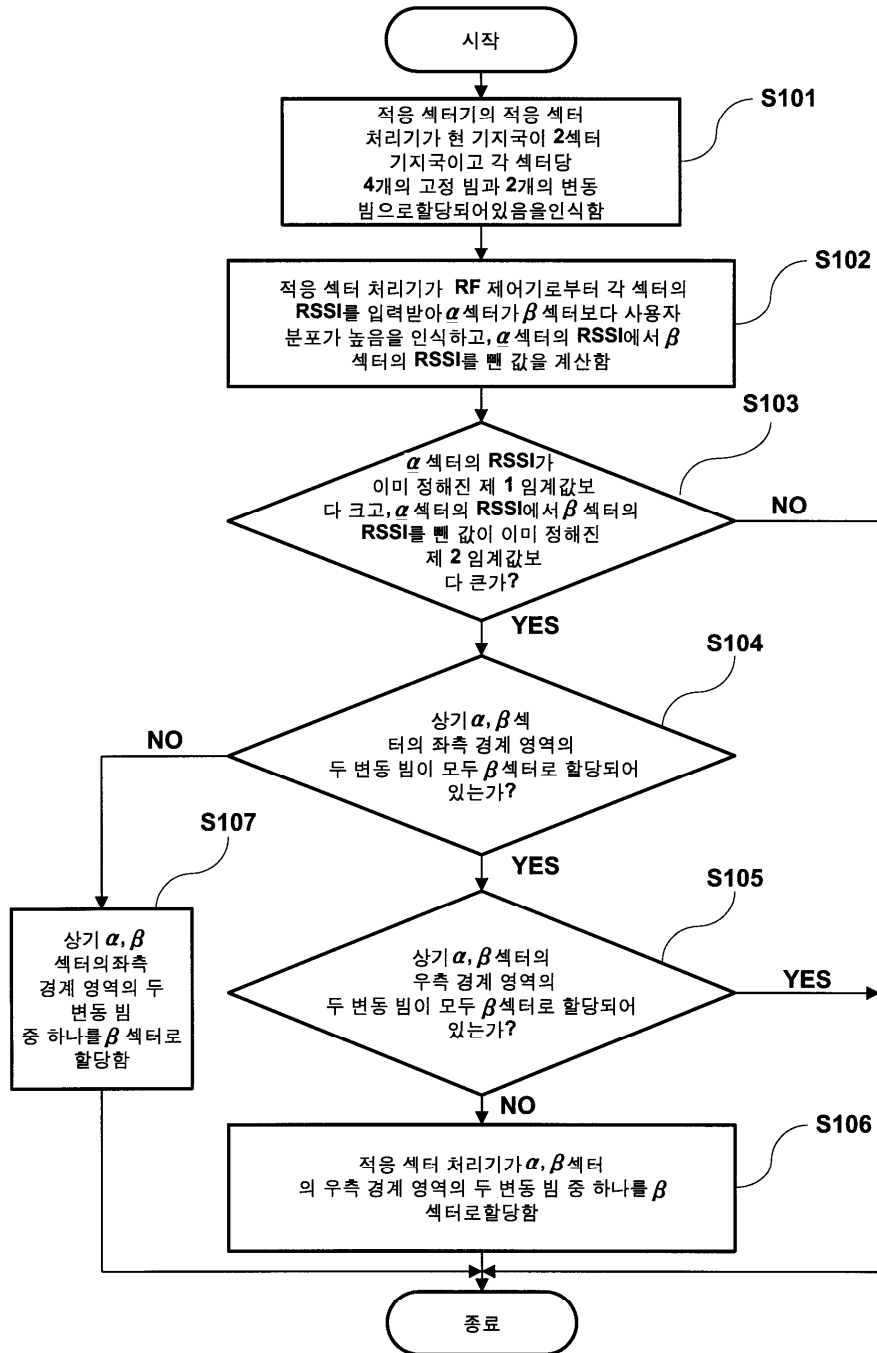 시작
S101
적응 섹터기의 적응 섹터
처리기가 현 기지국이 2섹터
기지국이고 각 섹터당
4개의 고정 빔과 2개의 변동
빔으로할당되어있음을인식함
S102
적응 섹터 처리기가 RF 제어기로부터 각 섹터의
RSSI를 입력받아 α섹터가 β섹터보다 사용자
분포가 높음을 인식하고, α섹터의 RSSI에서 β
섹터의 RSSI를 뺀 값을 계산함
S103
α 섹터의 RSSI가
이미 정해진 제 1 임계값보
다 크고, α섹터의 RSSI에서 β 섹터의
RSSI를 뺀 값이 이미 정해진
제 2 임계값보
다 큰가?
NO
YES
S104
상기 α, β 섹
터의 좌측 경계 영역의
두 변동 빔이 모두 β섹터로 할당되어
있는가?
NO
YES
S107
상기 α, β
섹터의좌측
경계 영역의 두
변동 빔
중 하나를 β 섹터로
할당함
S105
상기 α, β섹터의
우측 경계 영역의
두 변동 빔이 모두 β섹터로 할당되어
있는가?
YES
NO
S106
적응 섹터 처리기가 α, β섹터
의 우측 경계 영역의 두 변동 빔 중 하나를 β
섹터로할당함
종료